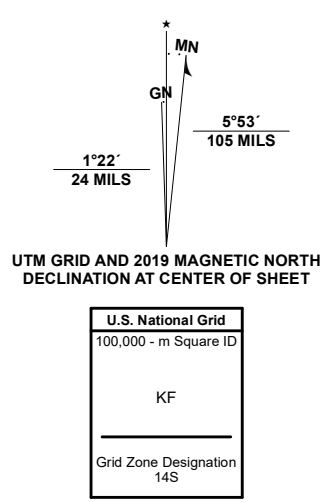 ★
MN
GN
5°53´
105 MILS
1°22´
24 MILS
UTM GRID AND 2019 MAGNETIC NORTH
DECLINATION AT CENTER OF SHEET
U.S. National Grid
100,000 - m Square ID
KF
Grid Zone Designation
14S